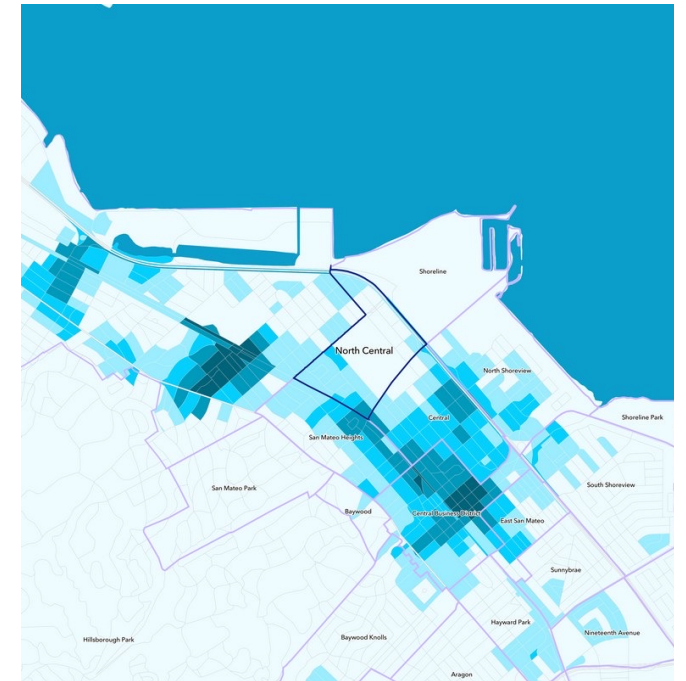 Shoreline
North Central
North Shoreview
Central
Shoreline Park
San Mateo Heights
San Mateo Park
South Shoreview
Baywood
Central Business District
East San Mateo
Sunnybrae
Hayward Park
Nineteenth Avenue
Hillsborough Park
Baywood Knolls
Aragon